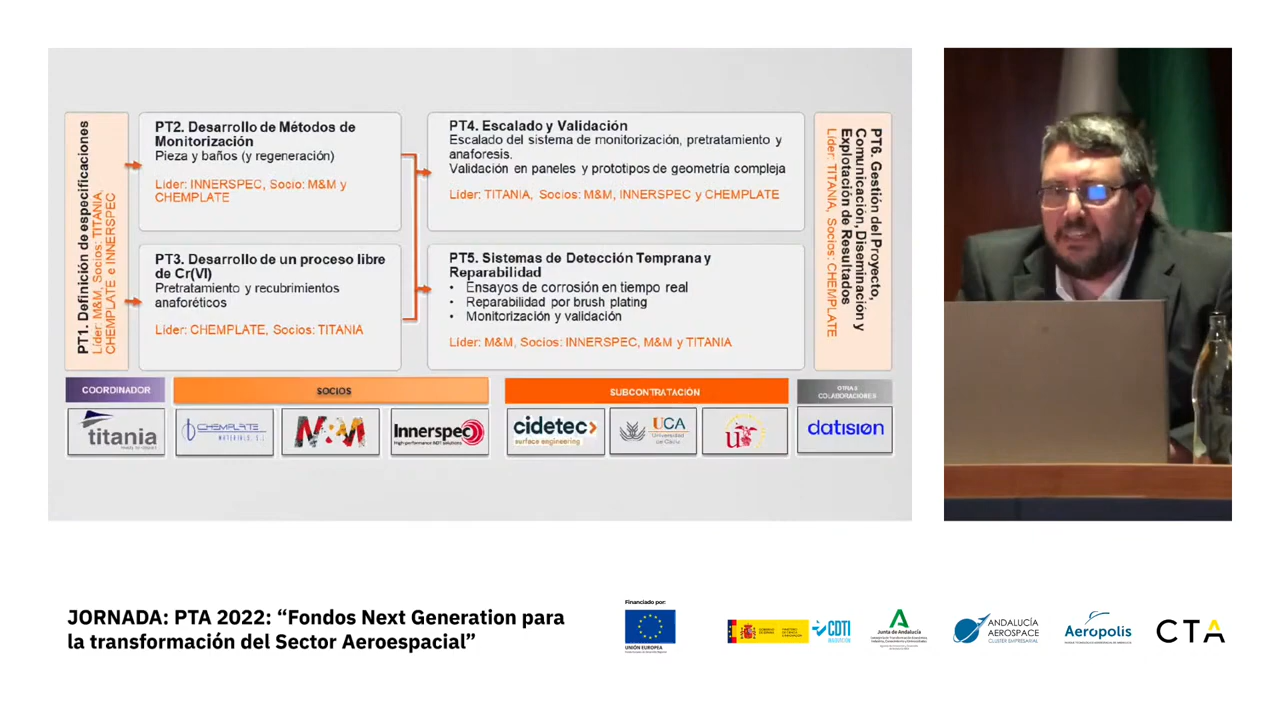 PT1. Definición de especificaciones
Líder: M&M, Socios: TITANIA,
CHEMPLATE e INNERSPEC
PT2. Desarrollo de Métodos de
Monitorización
Pieza y baños (y regeneración)
Líder: INNERSPEC, Socio: M&M y
CHEMPLATE
PT3. Desarrollo de un proceso libre
de Cr(VI)
Pretratamiento y recubrimientos
anaforéticos
Líder: CHEMPLATE, Socios: TITANIA
PT4. Escalado y Validación
Escalado del sistema de monitorización, pretratamiento y
anaforesis.
Validación en paneles y prototipos de geometría compleja
Líder: TITANIA, Socios: M&M, INNERSPEC y CHEMPLATE
PT5. Sistemas de Detección Temprana y
Reparabilidad
• Ensayos de corrosión en tiempo real
• Reparabilidad por brush plating
• Monitorización y validación
Líder: M&M, Socios: INNERSPEC, M&M y TITANIA
PT6. Gestión del Proyecto,
Comunicación, Diseminación y
Explotación de Resultados
Líder: TITANIA, Socios: CHEMPLATE
COORDINADOR
SOCIOS
SUBCONTRATACIÓN
OTRAS
COLABORACIONES
titania
CHEMPLATE
MATERIALS, S.L.
M&M
Innerspec
High performance NDT solutions
cidetec>
surface engineering
UCA
Universidad
de Cádiz
us
datision
JORNADA: PTA 2022: “Fondos Next Generation para
la transformación del Sector Aeroespacial”
Financiado por:
UNIÓN EUROPEA
CDTI
Junta de Andalucía
ANDALUCÍA
AEROSPACE
CLUSTER EMPRESARIAL
Aeropolis
CTA